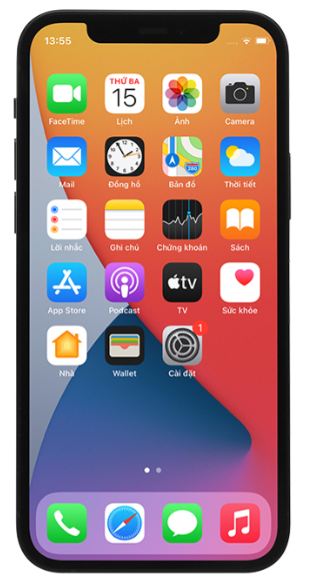 13:55
THỨ BA
15
280
FaceTime
Lịch
Ảnh
Camera
Mail
Đồng hồ
Bản đồ
Thời tiết
Lời nhắc
Ghi chú
Chứng khoán
Sách
tv
App Store
Podcast
TV
Sức khỏe
1
Nhà
Wallet
Cài đặt